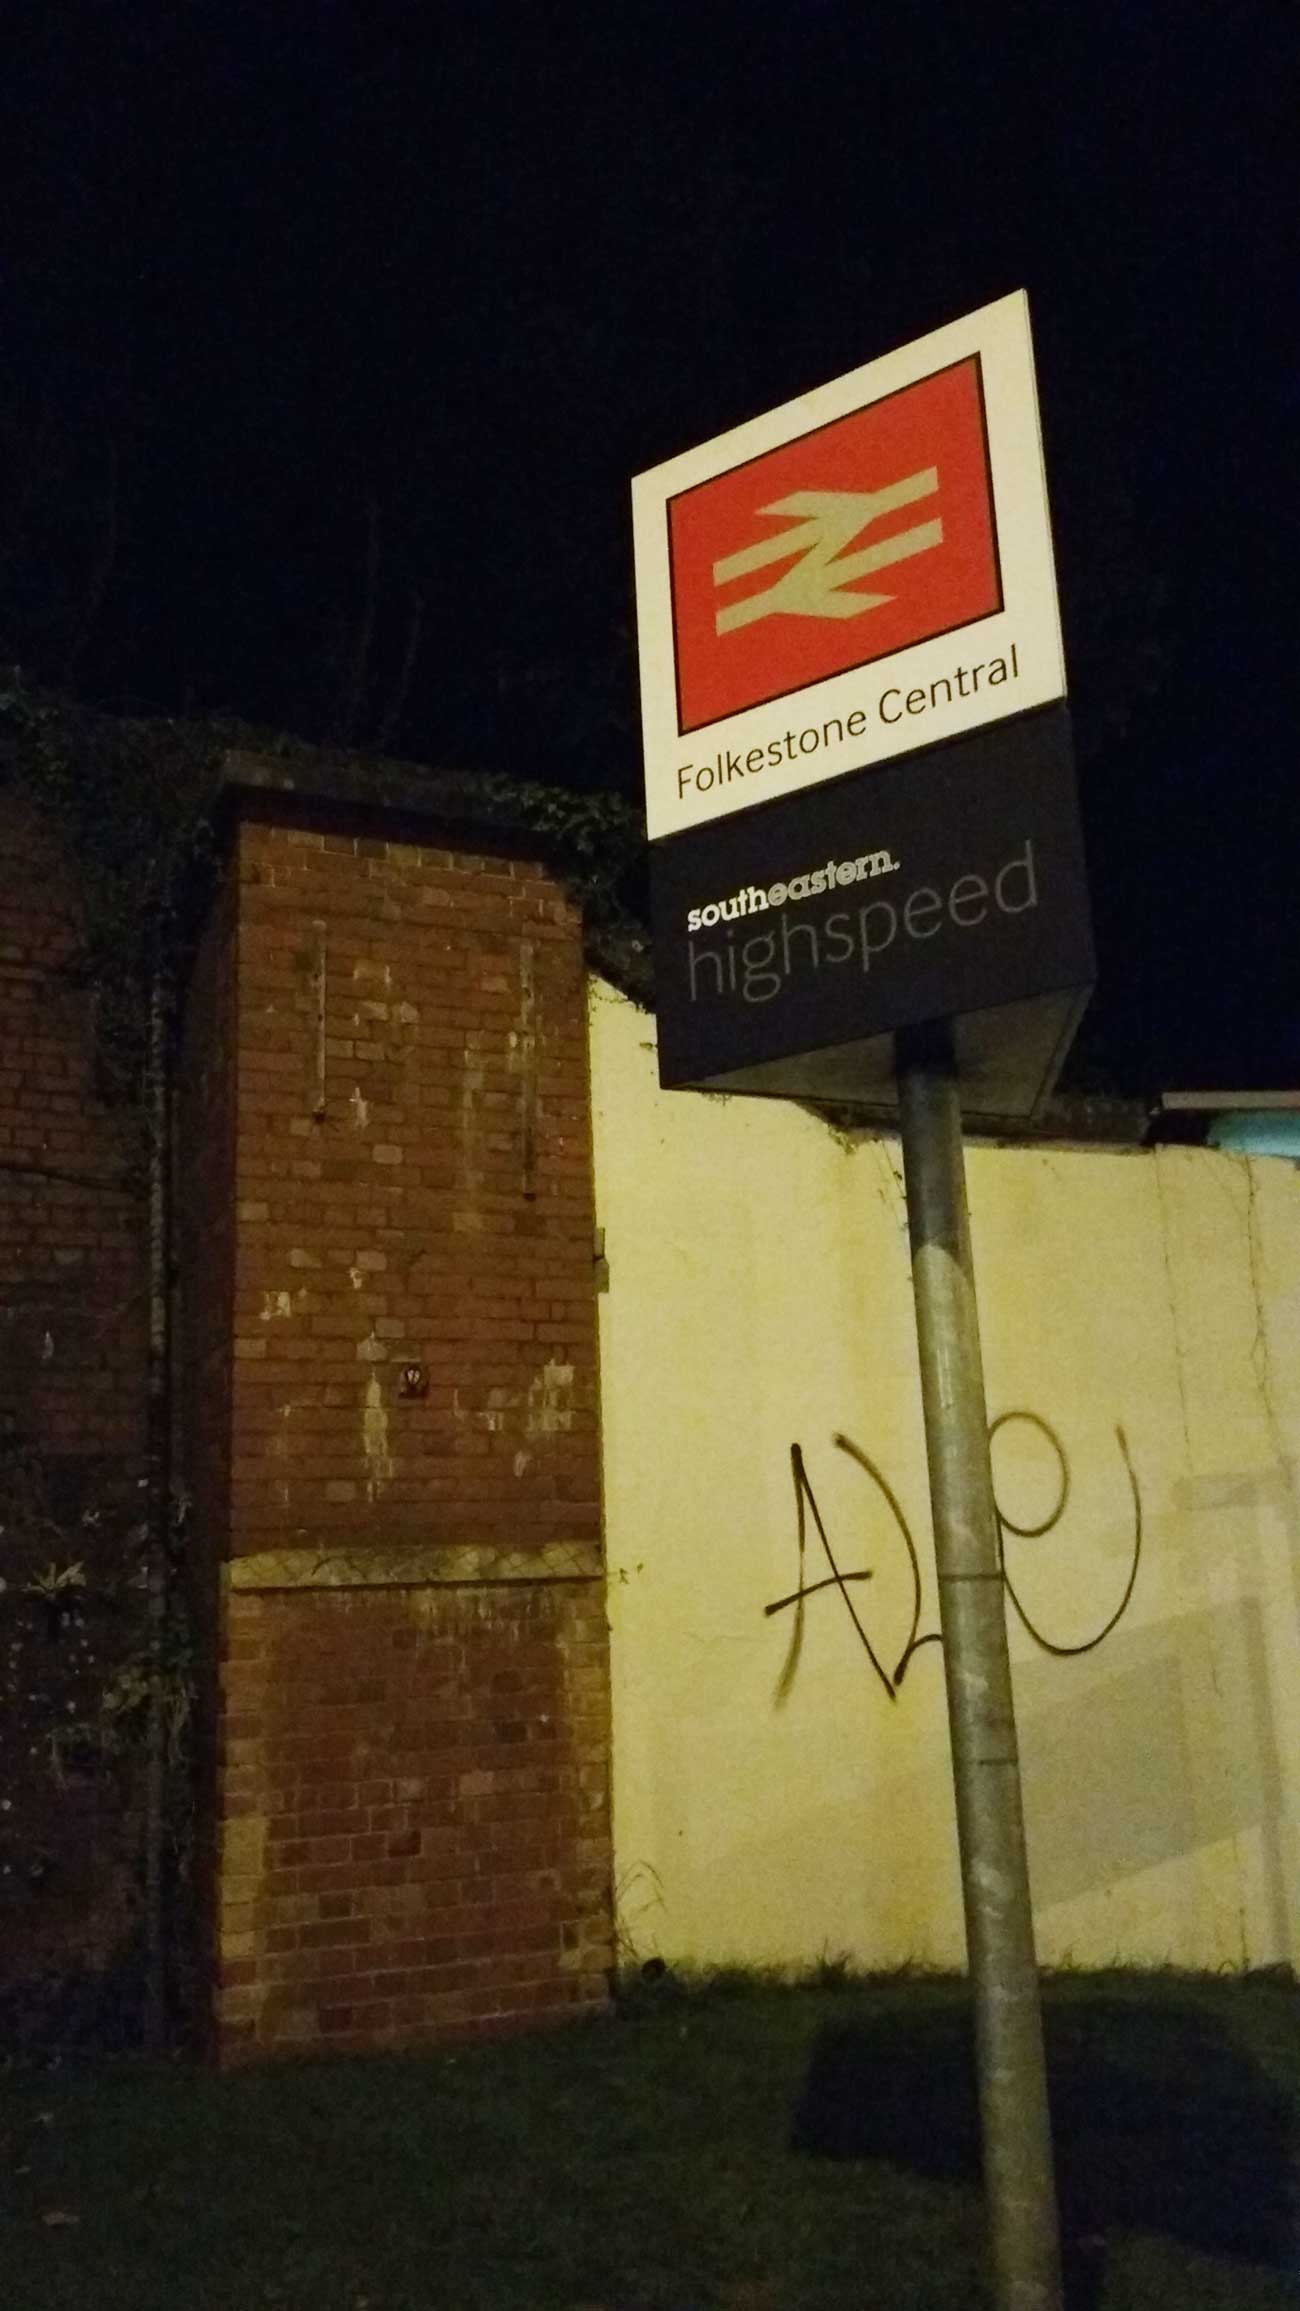 Folkestone Central
southeastern.
highspeed